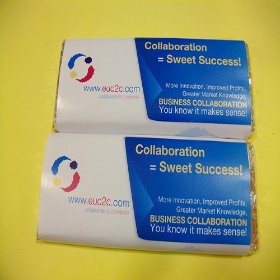 Collaboration
= Sweet Success!
www.euc2c.com
More Innovation, Improved Profits,
Greater Market Knowledge.
BUSINESS COLLABORATION
You know it makes sense!
Collaboration
= Sweet Success!
www.euc2c.com
More Innovation, Improved Profits,
Greater Market Knowledge.
BUSINESS COLLABORATION
You know it makes sense!